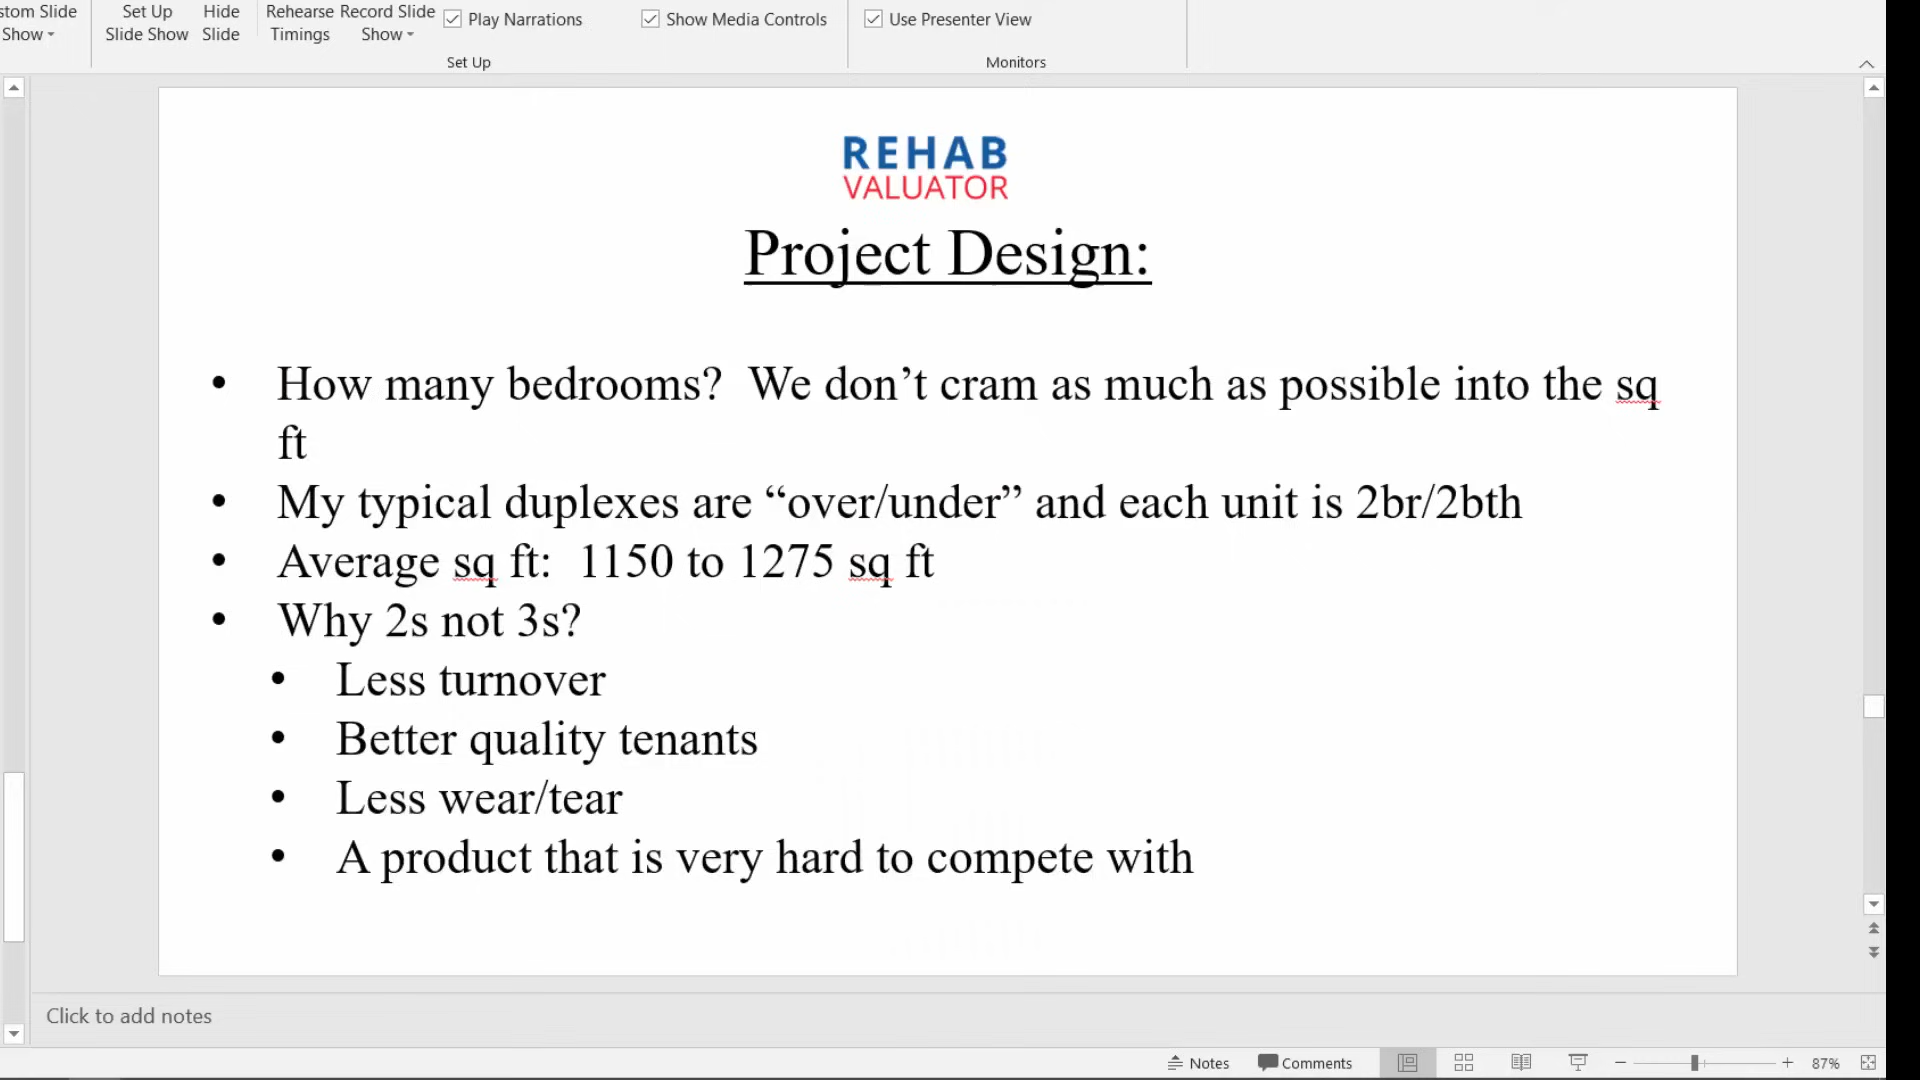 stom Slide
Show
Set Up
Slide Show
Hide
Slide
Rehearse
Timings
Record Slide
Show
Play Narrations
Show Media Controls
Use Presenter View
Set Up
Monitors
REHAB
VALUATOR
Project Design:
• How many bedrooms?  We don’t cram as much as possible into the sq
ft
• My typical duplexes are “over/under” and each unit is 2br/2bth
• Average sq ft:  1150 to 1275 sq ft
• Why 2s not 3s?
• Less turnover
• Better quality tenants
• Less wear/tear
• A product that is very hard to compete with
Click to add notes
Notes
Comments
87%